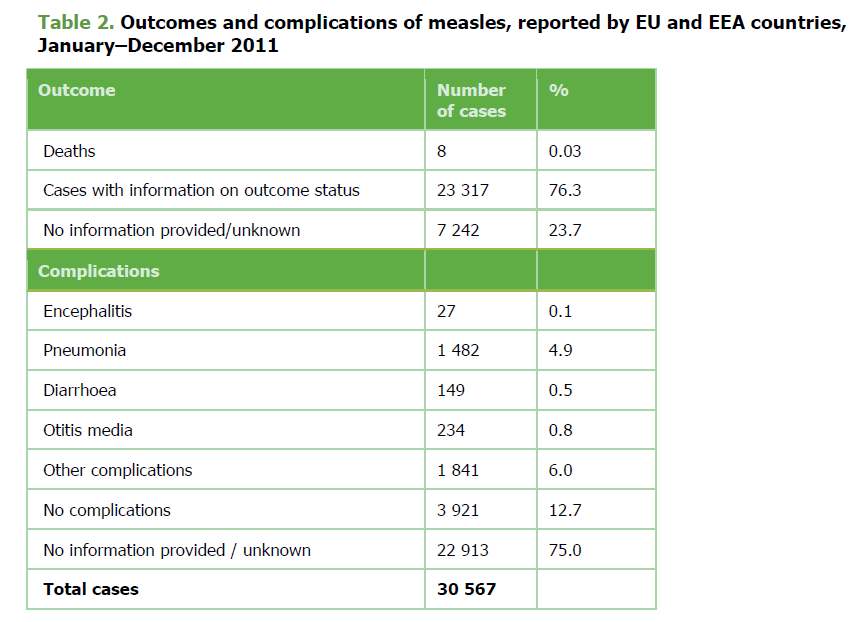 Table 2. Outcomes and complications of measles, reported by EU and EEA countries,
January–December 2011
Outcome Number of cases %
Deaths 8 0.03
Cases with information on outcome status 23 317 76.3
No information provided/unknown 7 242 23.7
Complications
Encephalitis 27 0.1
Pneumonia 1 482 4.9
Diarrhoea 149 0.5
Otitis media 234 0.8
Other complications 1 841 6.0
No complications 3 921 12.7
No information provided / unknown 22 913 75.0
Total cases 30 567